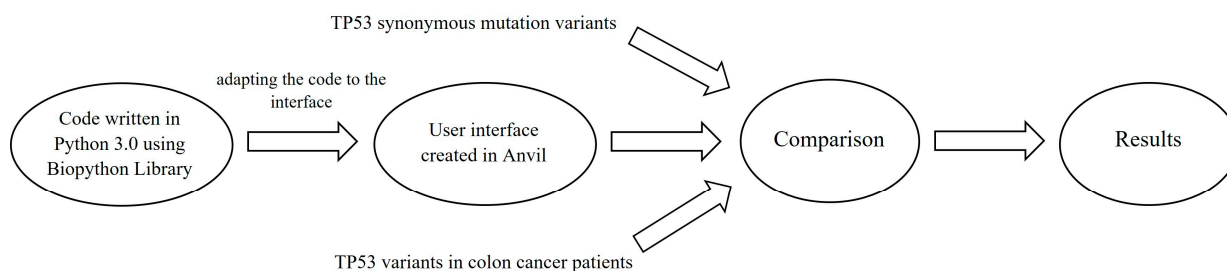 TP53 synonymous mutation variants
adapting the code to the
interface
Code written in
Python 3.0 using
Biopython Library
User interface
created in Anvil
Comparison
Results
TP53 variants in colon cancer patients